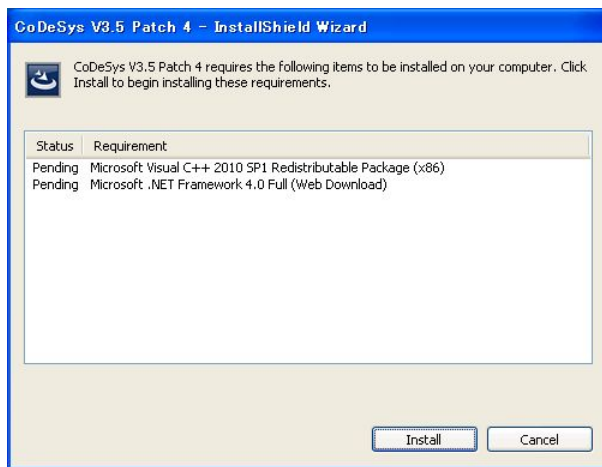 CoDeSys V3.5 Patch 4 - InstallShield Wizard
CoDeSys V3.5 Patch 4 requires the following items to be installed on your computer. Click
Install to begin installing these requirements.
Status Requirement
Pending Microsoft Visual C++ 2010 SP1 Redistributable Package (x86)
Pending Microsoft .NET Framework 4.0 Full (Web Download)
Install Cancel